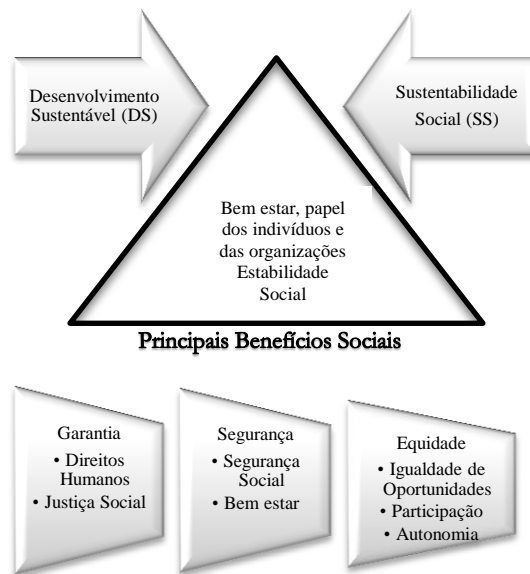 Desenvolvimento
Sustentável (DS)
Sustentabilidade
Social (SS)
Bem estar, papel
dos indivíduos e
das organizações
Estabilidade
Social
Principais Benefícios Sociais
Garantia
• Direitos
Humanos
• Justiça Social
Segurança
• Segurança
Social
• Bem estar
Equidade
• Igualdade de
Oportunidades
• Participação
• Autonomia